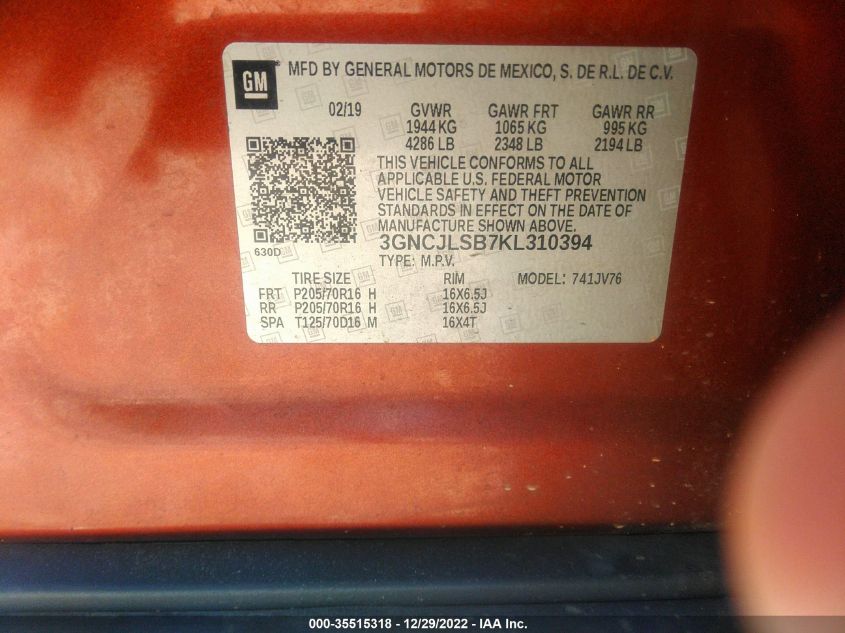 GM MFD BY GENERAL MOTORS DE MEXICO, S. DE R.L. DE C.V.
02/19 GVWR GAWR FRT GAWR RR
1944 KG 1065 KG 995 KG
4286 LB 2348 LB 2194 LB
THIS VEHICLE CONFORMS TO ALL
APPLICABLE U.S. FEDERAL MOTOR
VEHICLE SAFETY AND THEFT PREVENTION
STANDARDS IN EFFECT ON THE DATE OF
MANUFACTURE SHOWN ABOVE.
630D 3GNCJLSB7KL310394
TYPE: M.P.V.
TIRE SIZE RIM MODEL: 741JV76
FRT P205/70R16 H 16X6.5J
RR P205/70R16 H 16X6.5J
SPA T125/70D16 M 16X4T
000-35515318 - 12/29/2022 - IAA Inc.